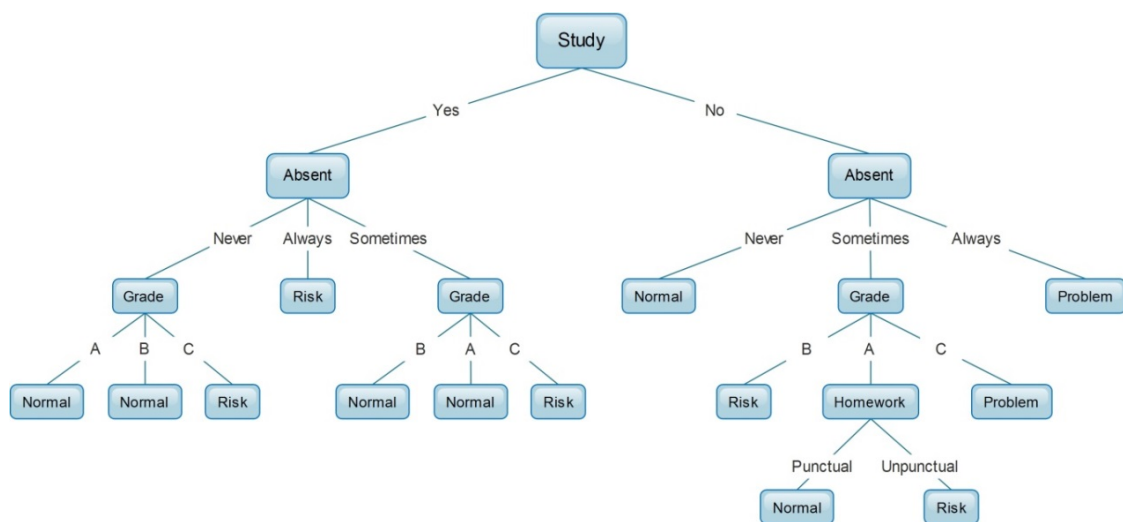 Study
Yes No
Absent Absent
Never Always Sometimes Never Sometimes Always
Grade Risk Grade Normal Grade Problem
A B C B A C B A C
Normal Normal Risk Normal Normal Risk Risk Homework Problem
Punctual Unpunctual
Normal Risk